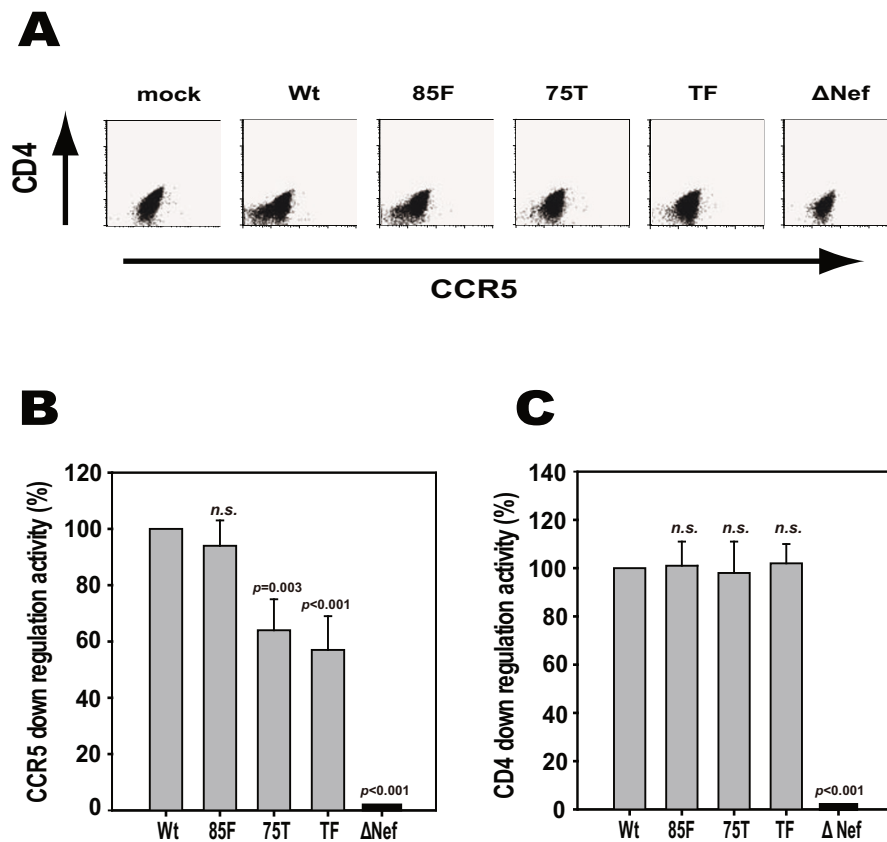 A
mock Wt 85F 75T TF ΔNef
CD4
CCR5
B
CCR5 down regulation activity (%)
120
100
80
60
40
20
0
n.s.
p=0.003
p<0.001
p<0.001
Wt 85F 75T TF ΔNef
C
CD4 down regulation activity (%)
140
120
100
80
60
40
20
0
n.s. n.s. n.s.
p<0.001
Wt 85F 75T TF Δ Nef